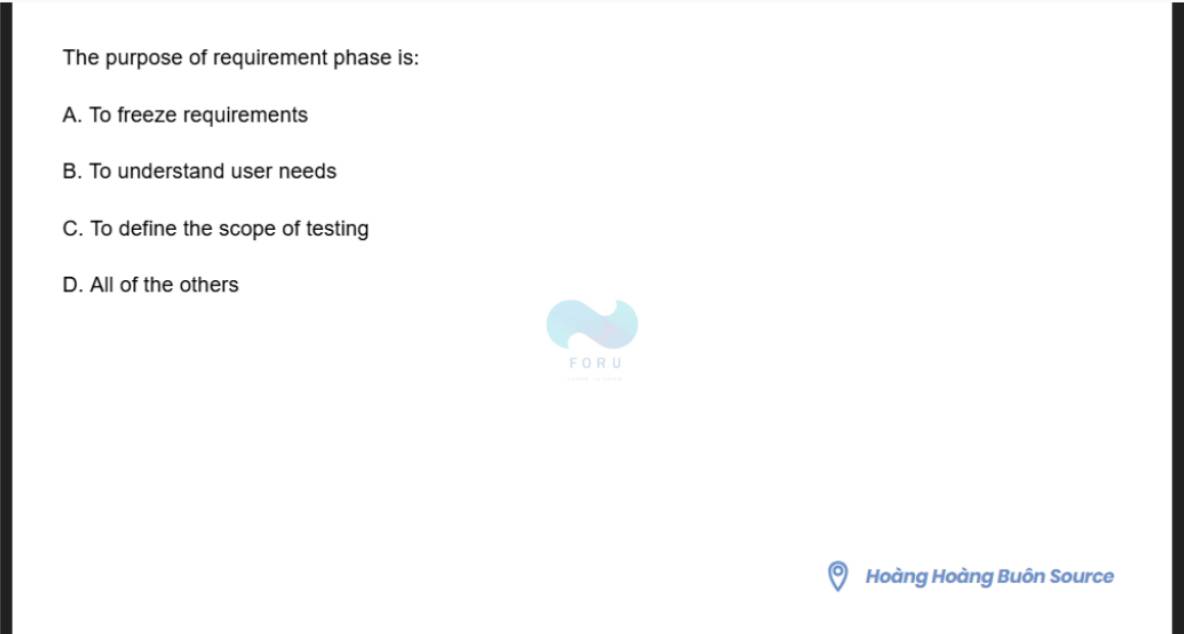 The purpose of requirement phase is:
A. To freeze requirements
B. To understand user needs
C. To define the scope of testing
D. All of the others
FORU
Hoàng Hoàng Buôn Source